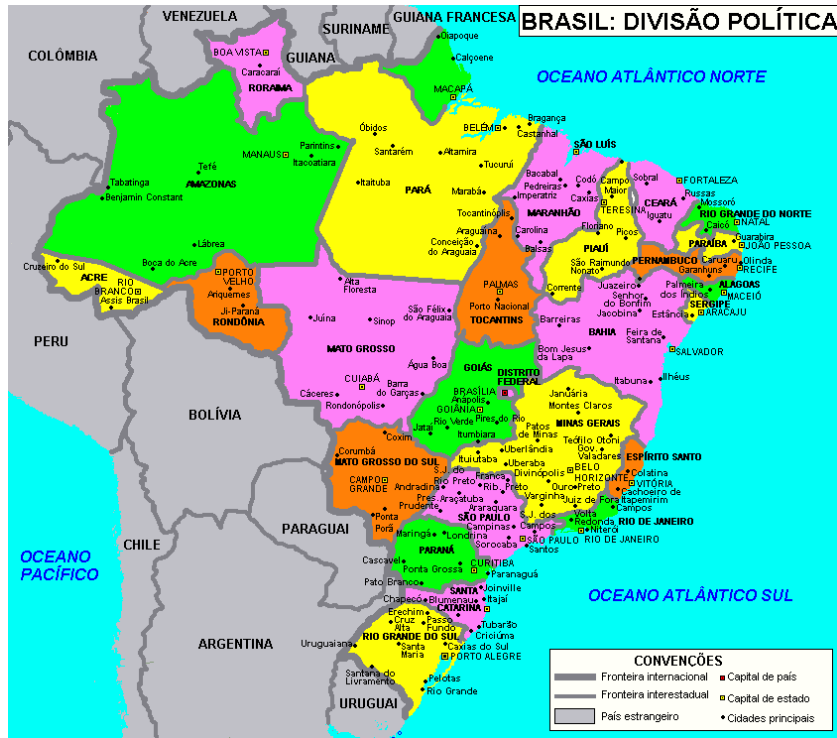 BRASIL: DIVISÃO POLÍTICA
VENEZUELA
SURINAME
GUIANA FRANCESA
GUIANA
COLÔMBIA
OCEANO ATLÂNTICO NORTE
BOA VISTA
Caracaraí
RORAIMA
Oiapoque
Calçoene
MACAPÁ
Óbidos
Santarém
Altamira
BELÉM
Bragança
Castanhal
Tucuruí
Itaituba
PARÁ
Marabá
Conceição
do Araguaia
MANAUS
Parintins
Itacoatiara
Tefé
Tabatinga
AMAZONAS
Benjamin Constant
Lábrea
Boca do Acre
Cruzeiro do Sul
ACRE
RIO
BRANCO
Assis Brasil
PORTO
VELHO
Ariquemes
Ji-Paraná
RONDÔNIA
SÃO LUÍS
Bacabal
Codó
Pedreiras
Imperatriz
Caxias
MARANHÃO
Carolina
Balsas
Campo
Maior
TERESINA
Floriano
Picos
PIAUÍ
São Raimundo
Nonato
Corrente
Sobral
FORTALEZA
CEARÁ
Russas
Iguatu
Mossoró
RIO GRANDE DO NORTE
NATAL
Caicó
Guarabira
PARAÍBA
JOÃO PESSOA
PERNAMBUCO
Caruaru
Olinda
Garanhuns
RECIFE
Palmeira
dos Índios
ALAGOAS
MACEIÓ
SERGIPE
Estância
ARACAJU
Tocantinópolis
Araguaína
PALMAS
Porto Nacional
TOCANTINS
Juazeiro
Senhor
do Bonfim
Jacobina
Barreiras
BAHIA
Feira de
Santana
Bom Jesus
da Lapa
SALVADOR
Itabuna
Ilhéus
Alta
Floresta
Juína
Sinop
São Félix
do Araguaia
MATO GROSSO
Água Boa
CUIABÁ
Barra
do Garças
Cáceres
Rondonópolis
GOIÁS
DISTRITO
FEDERAL
BRASÍLIA
Anápolis
GOIÂNIA
Pires do Rio
Rio Verde
Jataí
Itumbiara
Januária
Montes Claros
MINAS GERAIS
Patos
de Minas
Teófilo Otôni
Gov.
Valadares
Uberlândia
Ituiutaba
Uberaba
Divinópolis
BELO
HORIZONTE
Ouro Preto
Varginha
Juiz de Fora
ESPÍRITO SANTO
Colatina
VITÓRIA
Cachoeiro de
Itapemirim
Campos
Volta
Redonda
RIO DE JANEIRO
Niterói
RIO DE JANEIRO
Coxim
Corumbá
MATO GROSSO DO SUL
CAMPO
GRANDE
Ponta
Porã
S.J. do
Rio Preto
Franca
Rib. Preto
Andradina
Pres.
Prudente
Araçatuba
Araraquara
SÃO PAULO
S.J. dos
Campos
Campinas
SÃO PAULO
Sorocaba
Santos
Maringá
Londrina
PARANÁ
Cascavel
Ponta Grossa
CURITIBA
Paranaguá
Pato Branco
Joinville
SANTA
CATARINA
Chapecó
Blumenau
Itajaí
Tubarão
Criciúma
Erechim
Cruz
Alta
Passo
Fundo
RIO GRANDE DO SUL
Uruguaiana
Santa
Maria
Caxias do Sul
PORTO ALEGRE
Santana do
Livramento
Pelotas
Rio Grande
PERU
BOLÍVIA
PARAGUAI
CHILE
ARGENTINA
URUGUAI
OCEANO
PACÍFICO
OCEANO ATLÂNTICO SUL
CONVENÇÕES
Fronteira internacional
Fronteira interestadual
País estrangeiro
Capital de país
Capital de estado
Cidades principais